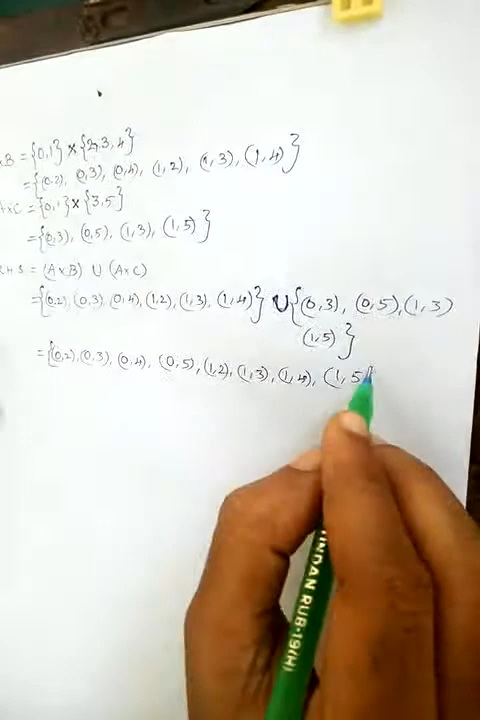 ×B = {0,1} × {2,3,4}
= {(0,2), (0,3), (0,4), (1,2), (1,3), (1,4)}
A×C = {0,1} × {3,5}
= {(0,3), (0,5), (1,3), (1,5)}
RHS = (A×B) ∪ (A×C)
= {(0,2), (0,3), (0,4), (1,2), (1,3), (1,4)} ∪ {(0,3), (0,5), (1,3)
(1,5)}
= {(0,2), (0,3), (0,4), (0,5), (1,2), (1,3), (1,4), (1,5)
RUB-19(H)